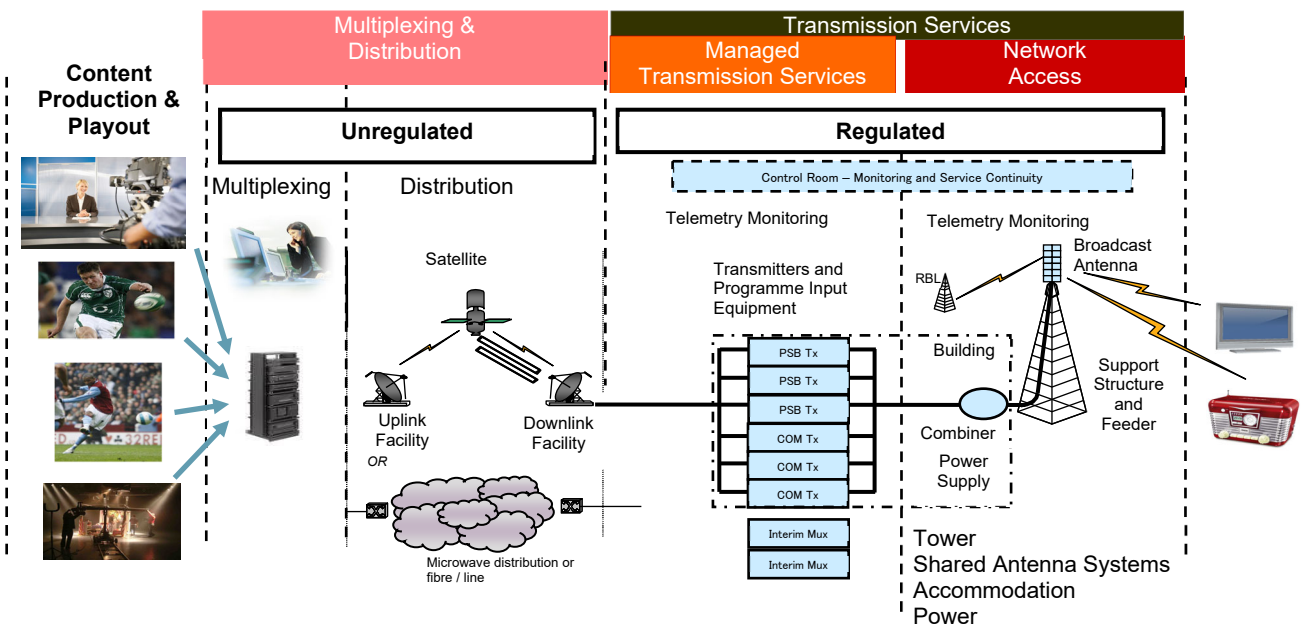 Multiplexing &
Distribution
Transmission Services
Managed
Transmission Services
Network
Access
Content
Production &
Playout
Unregulated
Regulated
Multiplexing
Distribution
Control Room – Monitoring and Service Continuity
Telemetry Monitoring
Telemetry Monitoring
Satellite
Broadcast
Antenna
RBL
Transmitters and
Programme Input
Equipment
PSB Tx
PSB Tx
PSB Tx
COM Tx
COM Tx
COM Tx
Building
Support
Structure
and
Feeder
Uplink
Facility
OR
Downlink
Facility
Combiner
Power
Supply
32RE
Microwave distribution or
fibre / line
Interim Mux
Interim Mux
Tower
Shared Antenna Systems
Accommodation
Power